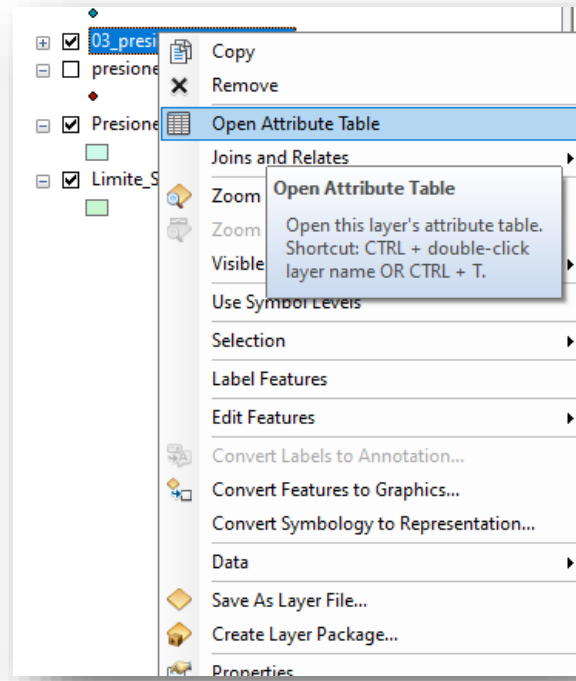 03_presi
Copy
presione
Remove
Presione
Open Attribute Table
Joins and Relates
Limite_S
Zoom
Open Attribute Table
Open this layer's attribute table.
Shortcut: CTRL + double-click
layer name OR CTRL + T.
Zoom
Visible
Use Symbol Levels
Selection
Label Features
Edit Features
Convert Labels to Annotation...
Convert Features to Graphics...
Convert Symbology to Representation...
Data
Save As Layer File...
Create Layer Package...
Properties